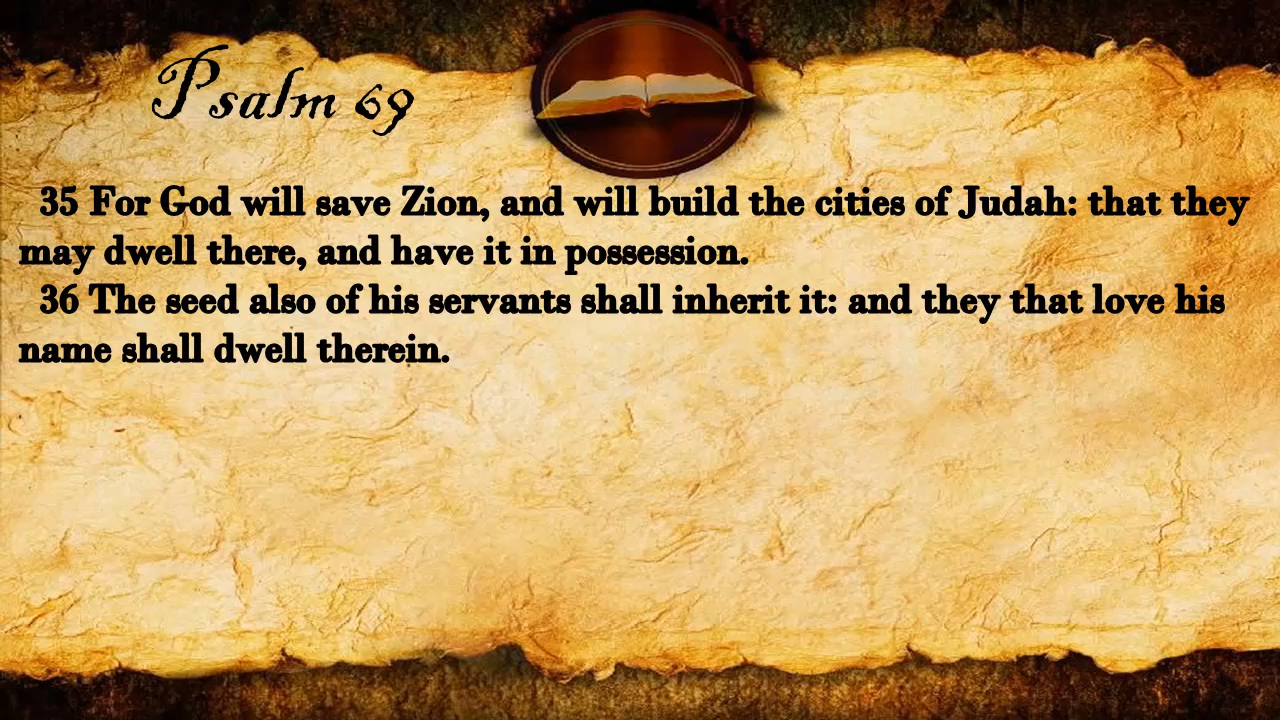 Psalm 69
35 For God will save Zion, and will build the cities of Judah: that they
may dwell there, and have it in possession.
36 The seed also of his servants shall inherit it: and they that love his
name shall dwell therein.